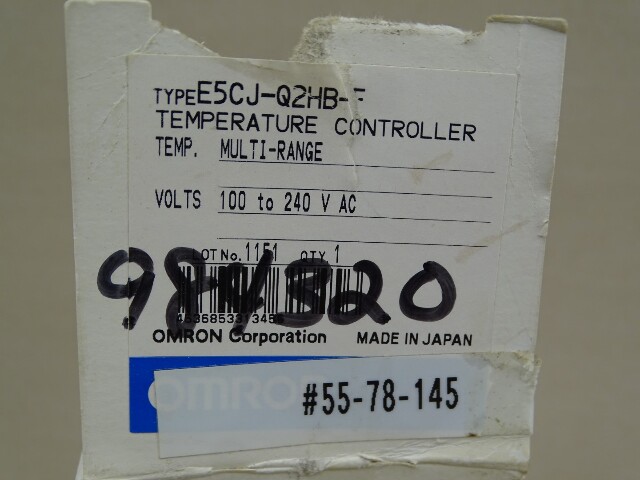 TYPE E5CJ-Q2HB-F
TEMPERATURE CONTROLLER
TEMP. MULTI-RANGE
VOLTS 100 to 240 V AC
LOT No. 1151 QTY 1
OMRON Corporation MADE IN JAPAN
OMRON
#55-78-145